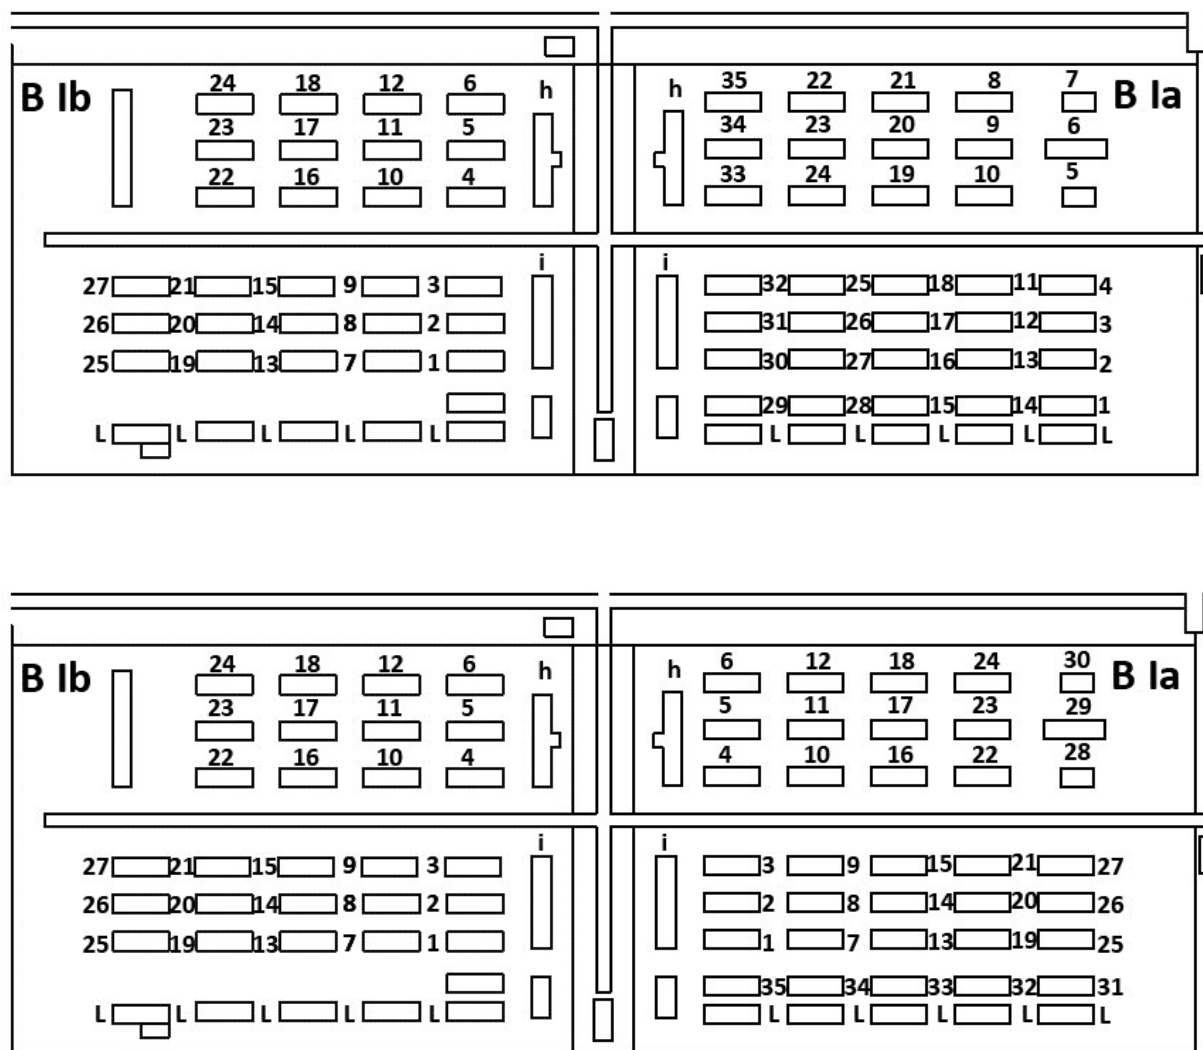 24 18 12 6 h h 35 22 21 8 7
B Ib B Ia
23 17 11 5 34 23 20 9 6
22 16 10 4 33 24 19 10 5
i i
27 21 15 9 3 32 25 18 11 4
26 20 14 8 2 31 26 17 12 3
25 19 13 7 1 30 27 16 13 2
29 28 15 14 1
L L L L L L L L L L
24 18 12 6 h h 6 12 18 24 30
B Ib B Ia
23 17 11 5 5 11 17 23 29
22 16 10 4 4 10 16 22 28
i i
27 21 15 9 3 3 9 15 21 27
26 20 14 8 2 2 8 14 20 26
25 19 13 7 1 1 7 13 19 25
35 34 33 32 31
L L L L L L L L L L